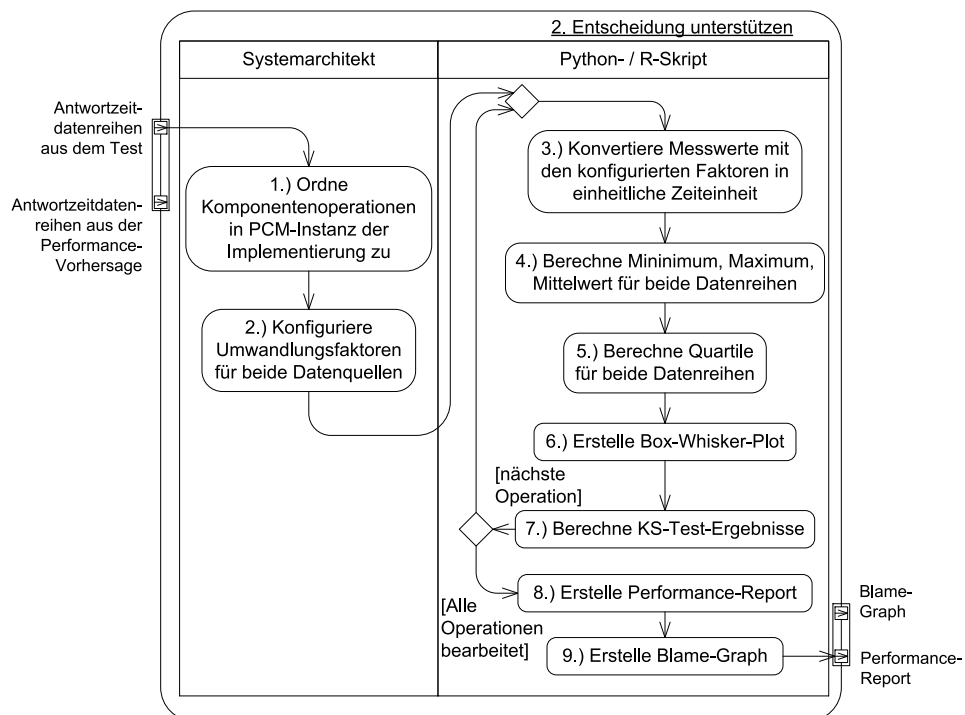 2. Entscheidung unterstützen
Systemarchitekt
Python- / R-Skript
Antwortzeit-
datenreihen
aus dem Test
Antwortzeitdaten-
reihen aus der
Performance-
Vorhersage
1.) Ordne
Komponentenoperationen
in PCM-Instanz der
Implementierung zu
2.) Konfiguriere
Umwandlungsfaktoren
für beide Datenquellen
3.) Konvertiere Messwerte mit
den konfigurierten Faktoren in
einheitliche Zeiteinheit
4.) Berechne Mininimum, Maximum,
Mittelwert für beide Datenreihen
5.) Berechne Quartile
für beide Datenreihen
6.) Erstelle Box-Whisker-Plot
[nächste
Operation]
7.) Berechne KS-Test-Ergebnisse
8.) Erstelle Performance-Report
[Alle
Operationen
bearbeitet]
9.) Erstelle Blame-Graph
Blame-
Graph
Performance-
Report